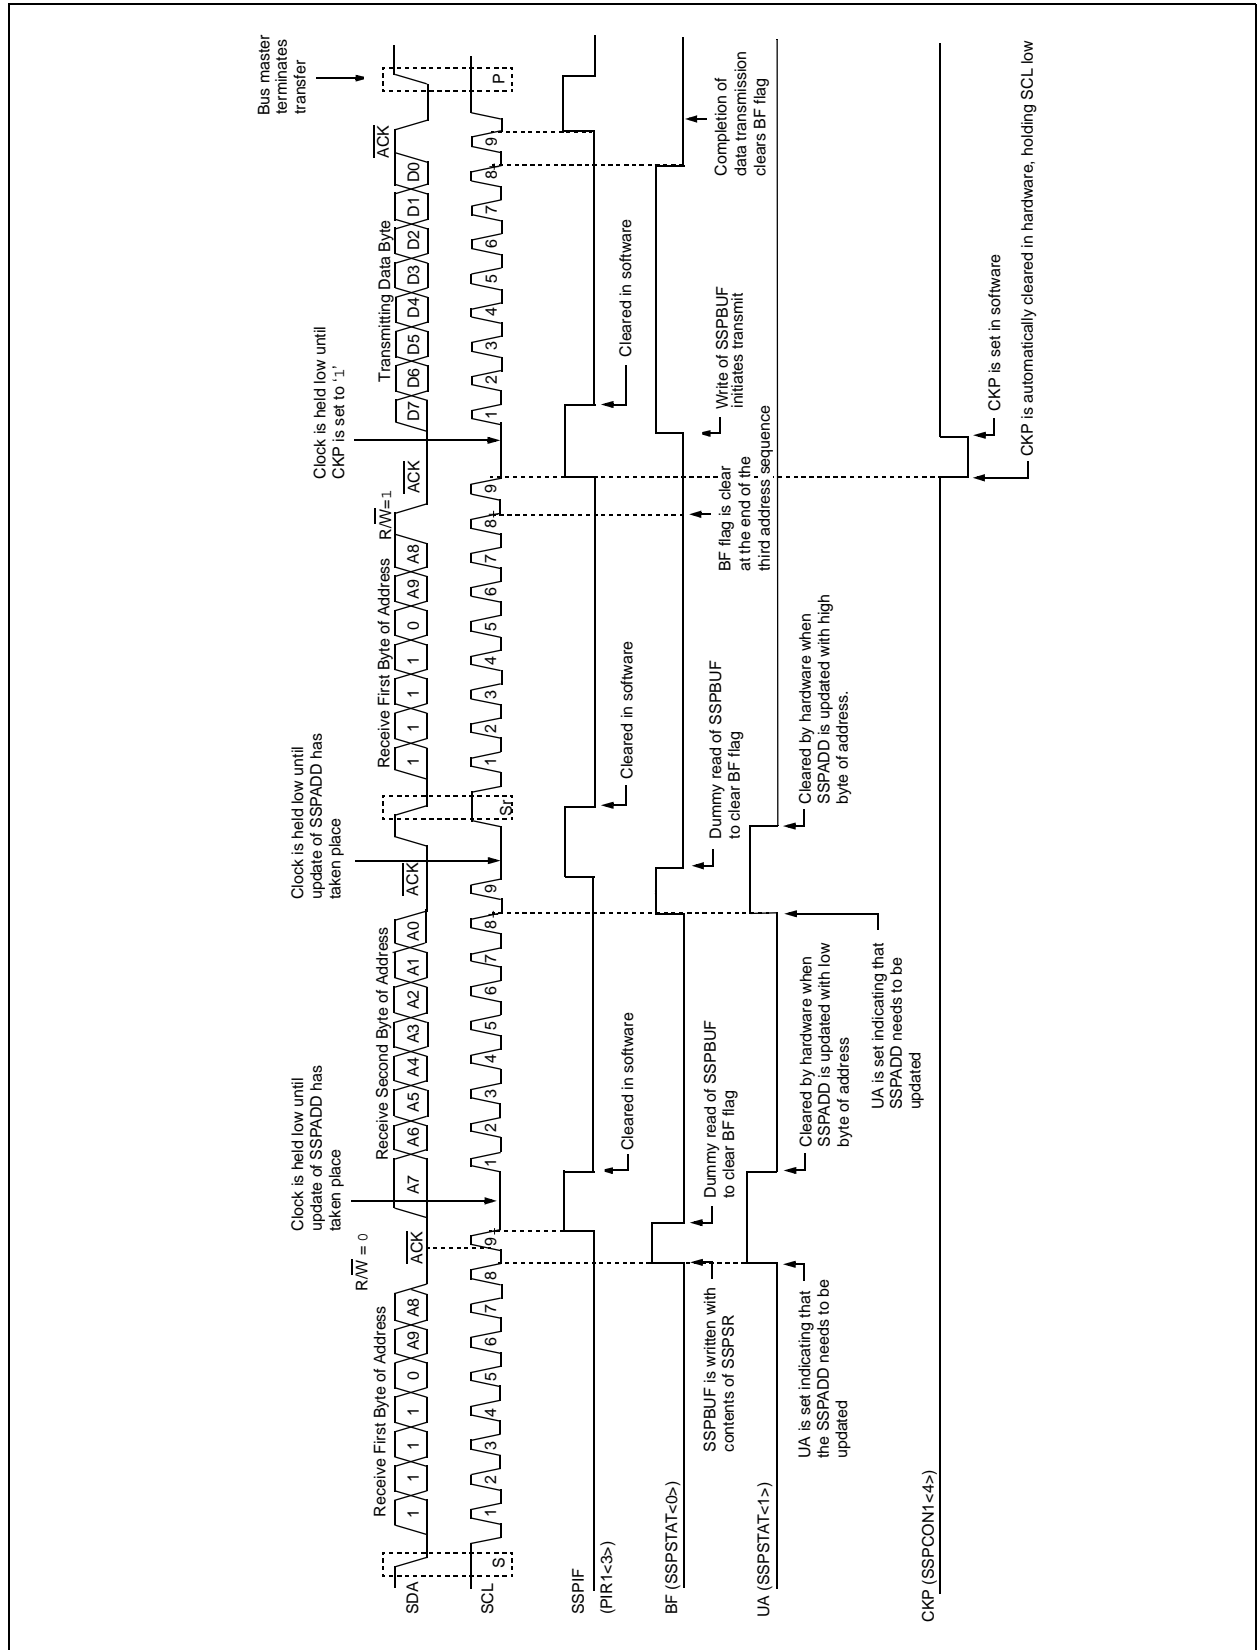 Bus master
terminates
transfer
Clock is held low until
CKP is set to ‘1’
Clock is held low until
update of SSPADD has
taken place
Clock is held low until
update of SSPADD has
taken place
Receive First Byte of Address
R/W = 0
Receive Second Byte of Address
Receive First Byte of Address
R/W=1
Transmitting Data Byte
SDA
1 1 1 1 0 A9 A8 ACK A7 A6 A5 A4 A3 A2 A1 A0 ACK 1 1 1 1 0 A9 A8 ACK D7 D6 D5 D4 D3 D2 D1 D0 ACK
SCL
S 1 2 3 4 5 6 7 8 9 1 2 3 4 5 6 7 8 9 Sr 1 2 3 4 5 6 7 8 9 1 2 3 4 5 6 7 8 9 P
SSPIF
(PIR1<3>)
Cleared in software
Cleared in software
Cleared in software
BF (SSPSTAT<0>)
SSPBUF is written with
contents of SSPSR
Dummy read of SSPBUF
to clear BF flag
Dummy read of SSPBUF
to clear BF flag
BF flag is clear
at the end of the
third address sequence
Write of SSPBUF
initiates transmit
Completion of
data transmission
clears BF flag
UA (SSPSTAT<1>)
UA is set indicating that
the SSPADD needs to be
updated
Cleared by hardware when
SSPADD is updated with low
byte of address
UA is set indicating that
SSPADD needs to be
updated
Cleared by hardware when
SSPADD is updated with high
byte of address.
CKP (SSPCON1<4>)
CKP is set in software
CKP is automatically cleared in hardware, holding SCL low